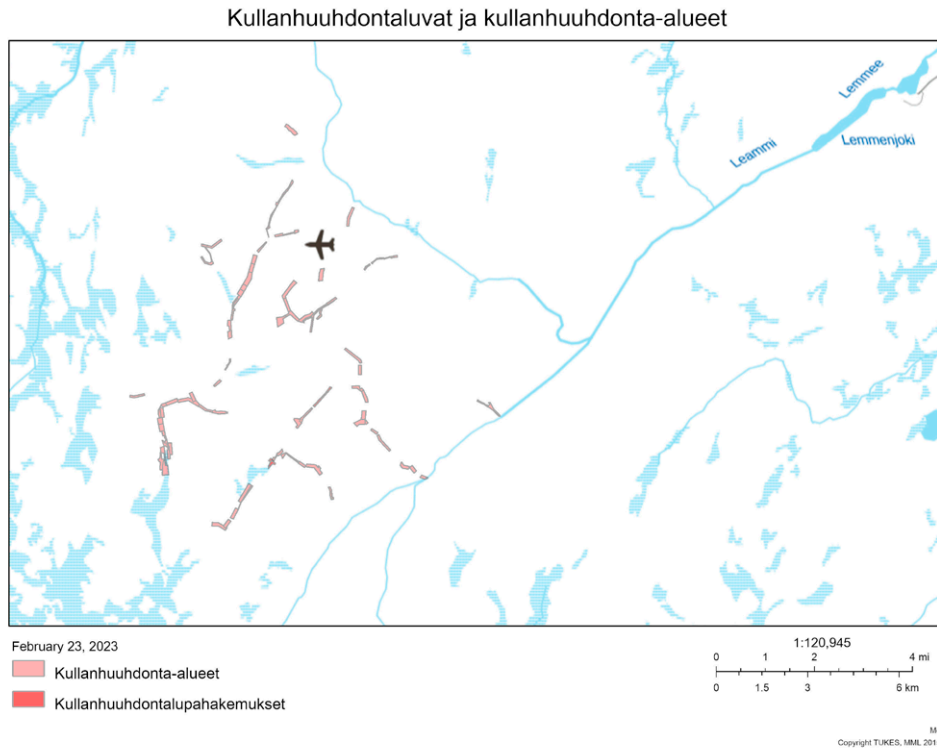 Kullanhuuhdontaluvat ja kullanhuuhdonta-alueet
Lemmee
Leammi
Lemmenjoki
February 23, 2023
Kullanhuuhdonta-alueet
Kullanhuuhdontalupahakemukset
1:120,945
0 1 2 4 mi
0 1.5 3 6 km
M
Copyright TUKES, MML 201